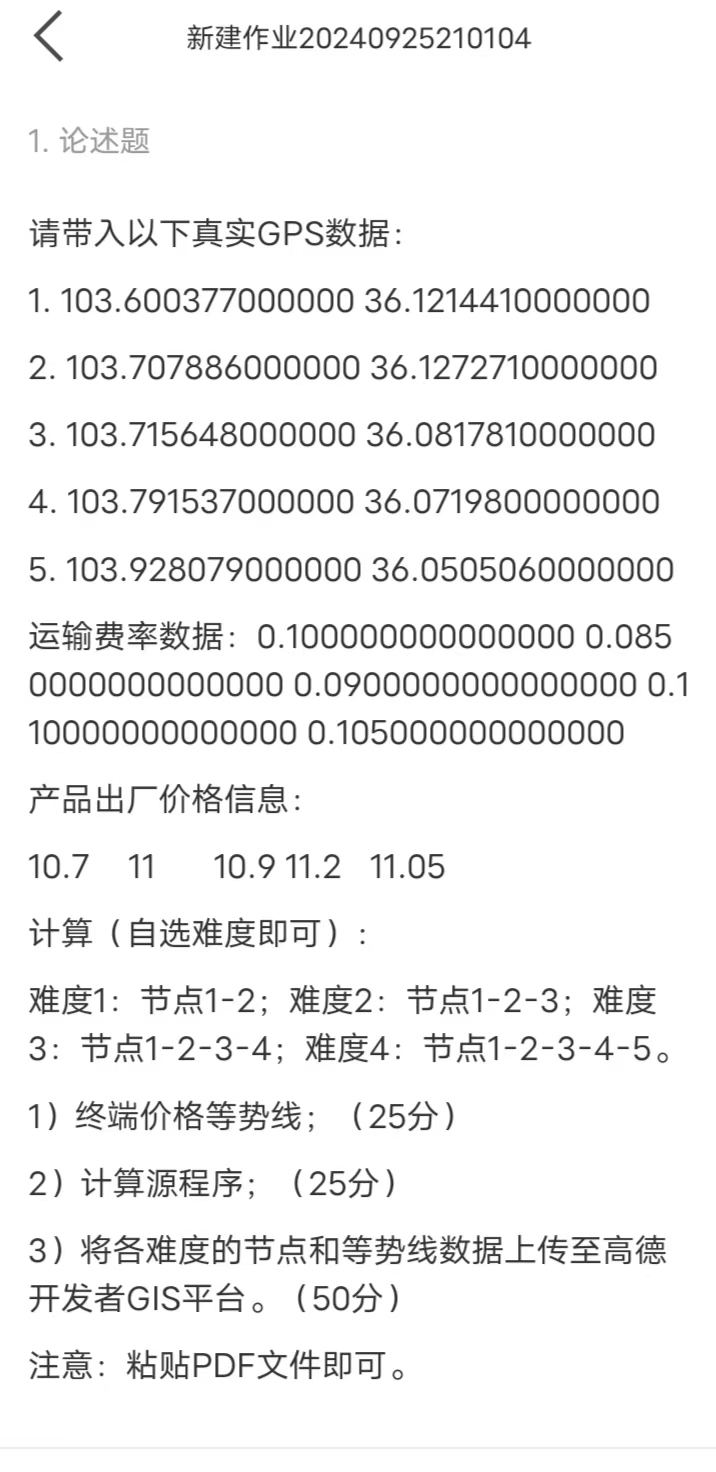 新建作业20240925210104
1. 论述题
请带入以下真实GPS数据：
1. 103.600377000000 36.1214410000000
2. 103.707886000000 36.1272710000000
3. 103.715648000000 36.0817810000000
4. 103.791537000000 36.0719800000000
5. 103.928079000000 36.0505060000000
运输费率数据：0.100000000000000 0.085
0000000000000 0.0900000000000000 0.1
10000000000000 0.105000000000000
产品出厂价格信息：
10.7 11 10.9 11.2 11.05
计算（自选难度即可）：
难度1：节点1-2；难度2：节点1-2-3；难度
3：节点1-2-3-4；难度4：节点1-2-3-4-5。
1）终端价格等势线；（25分）
2）计算源程序；（25分）
3）将各难度的节点和等势线数据上传至高德
开发者GIS平台。（50分）
注意：粘贴PDF文件即可。